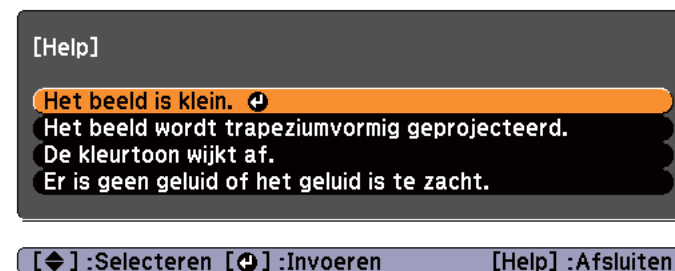 [Help]
Het beeld is klein.
Het beeld wordt trapeziumvormig geprojecteerd.
De kleurtoon wijkt af.
Er is geen geluid of het geluid is te zacht.
[◆] :Selecteren [⏎] :Invoeren [Help] :Afsluiten